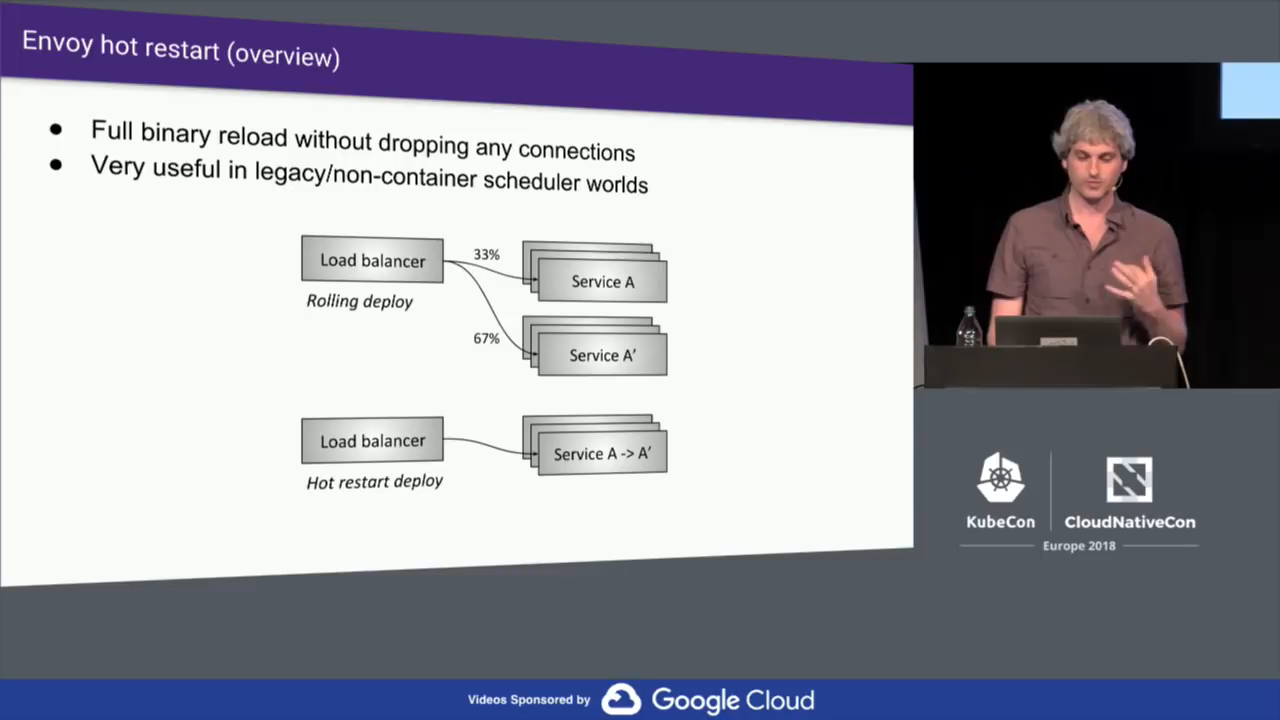 Envoy hot restart (overview)
● Full binary reload without dropping any connections
● Very useful in legacy/non-container scheduler worlds
Load balancer
33%
Service A
Rolling deploy
67%
Service A′
Load balancer
Service A -> A′
Hot restart deploy
KubeCon
CloudNativeCon
Europe 2018
Videos Sponsored by Google Cloud